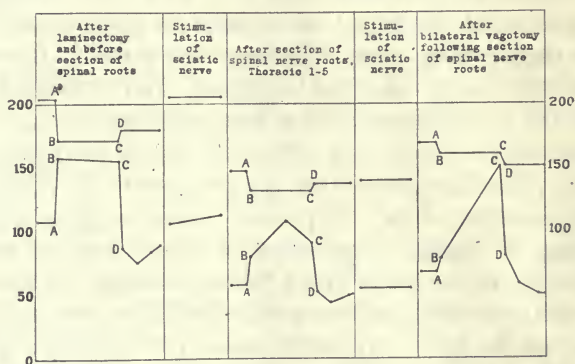 After
laminectomy
and before
section of
spinal roots
Stimu-
lation
of
sciatic
nerve
After section of
spinal nerve roots,
Thoracic 1-5
Stimu-
lation
of
sciatic
nerve
After
bilateral vagotomy
following section
of spinal nerve
roots
200
150
100
50
0
200
150
100
A
B
C
D
B
C
A
D
A
B
C
D
B
C
A
D
A
B
C
D
C
B
A
D